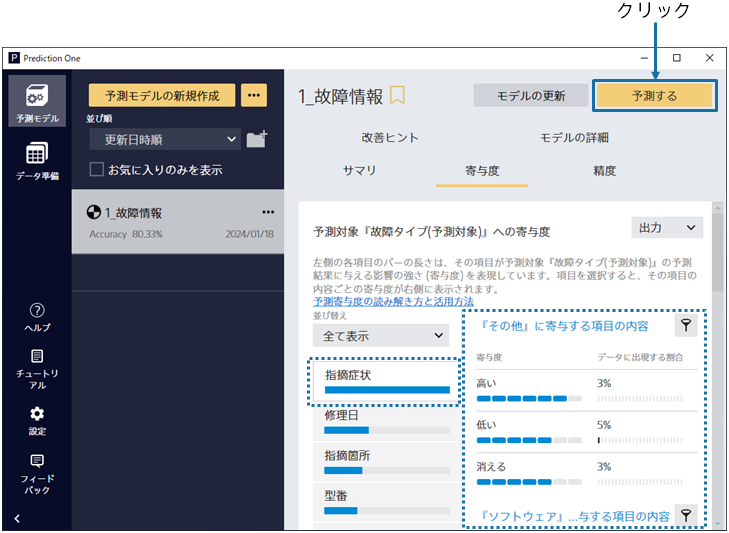 クリック
Prediction One
予測モデル
データ準備
ヘルプ
チュートリ
アル
設定
フィード
バック
予測モデルの新規作成
並び順
更新日時順
お気に入りのみを表示
1_故障情報
Accuracy 80.33% 2024/01/18
1_故障情報
モデルの更新
予測する
改善ヒント モデルの詳細
サマリ 寄与度 精度
予測対象『故障タイプ(予測対象)』への寄与度
出力
左側の各項目のバーの長さは、その項目が予測対象『故障タイプ(予測対象)』の予測
結果に与える影響の強さ (寄与度) を表現しています。項目を選択すると、その項目の
内容ごとの寄与度が右側に表示されます。
予測寄与度の読み解き方と活用方法
並び替え
全て表示
指摘症状
修理日
指摘箇所
型番
『その他』に寄与する項目の内容
寄与度 データに出現する割合
高い 3%
低い 5%
消える 3%
『ソフトウェア』...与する項目の内容